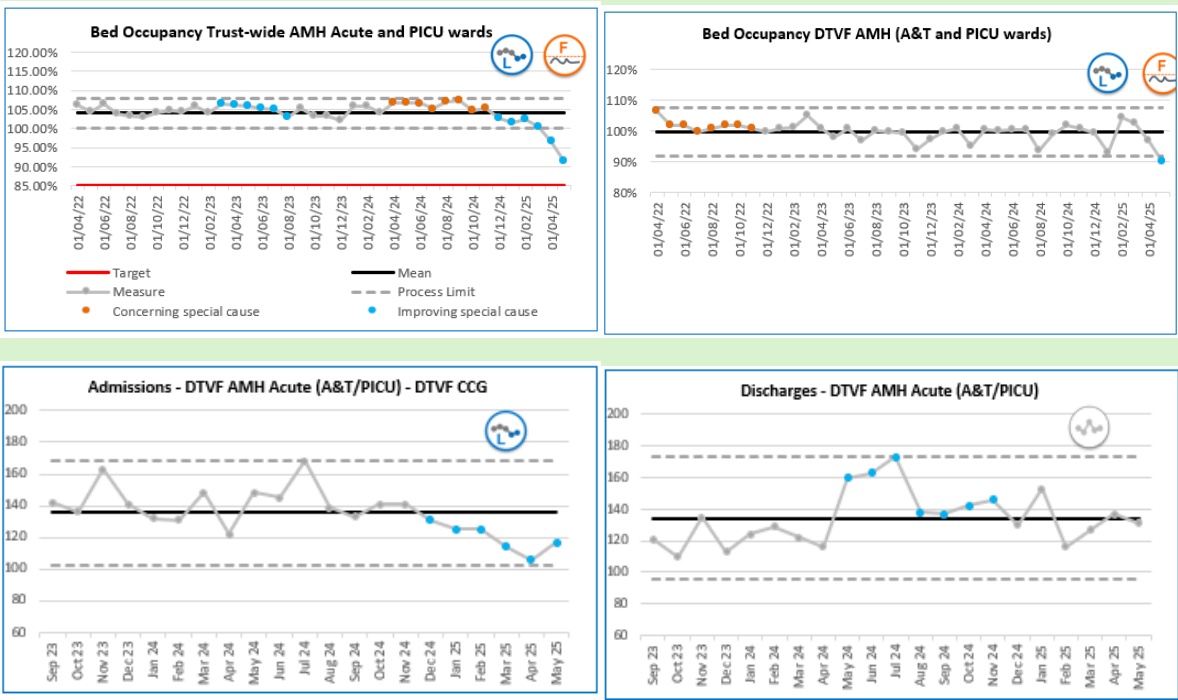 Bed Occupancy Trust-wide AMH Acute and PICU wards
L
F
120.00%
115.00%
110.00%
105.00%
100.00%
95.00%
90.00%
85.00%
01/04/22
01/06/22
01/08/22
01/10/22
01/12/22
01/02/23
01/04/23
01/06/23
01/08/23
01/10/23
01/12/23
01/02/24
01/04/24
01/06/24
01/08/24
01/10/24
01/12/24
01/02/25
01/04/25
Target
Mean
Measure
Process Limit
Concerning special cause
Improving special cause
Bed Occupancy DTVF AMH (A&T and PICU wards)
L
F
120%
110%
100%
90%
80%
01/04/22
01/06/22
01/08/22
01/10/22
01/12/22
01/02/23
01/04/23
01/06/23
01/08/23
01/10/23
01/12/23
01/02/24
01/04/24
01/06/24
01/08/24
01/10/24
01/12/24
01/02/25
01/04/25
Admissions - DTVF AMH Acute (A&T/PICU) - DTVF CCG
L
200
180
160
140
120
100
80
60
Sep 23
Oct 23
Nov 23
Dec 23
Jan 24
Feb 24
Mar 24
Apr 24
May 24
Jun 24
Jul 24
Aug 24
Sep 24
Oct 24
Nov 24
Dec 24
Jan 25
Feb 25
Mar 25
Apr 25
May 25
Discharges - DTVF AMH Acute (A&T/PICU)
200
180
160
140
120
100
80
60
Sep 23
Oct 23
Nov 23
Dec 23
Jan 24
Feb 24
Mar 24
Apr 24
May 24
Jun 24
Jul 24
Aug 24
Sep 24
Oct 24
Nov 24
Dec 24
Jan 25
Feb 25
Mar 25
Apr 25
May 25